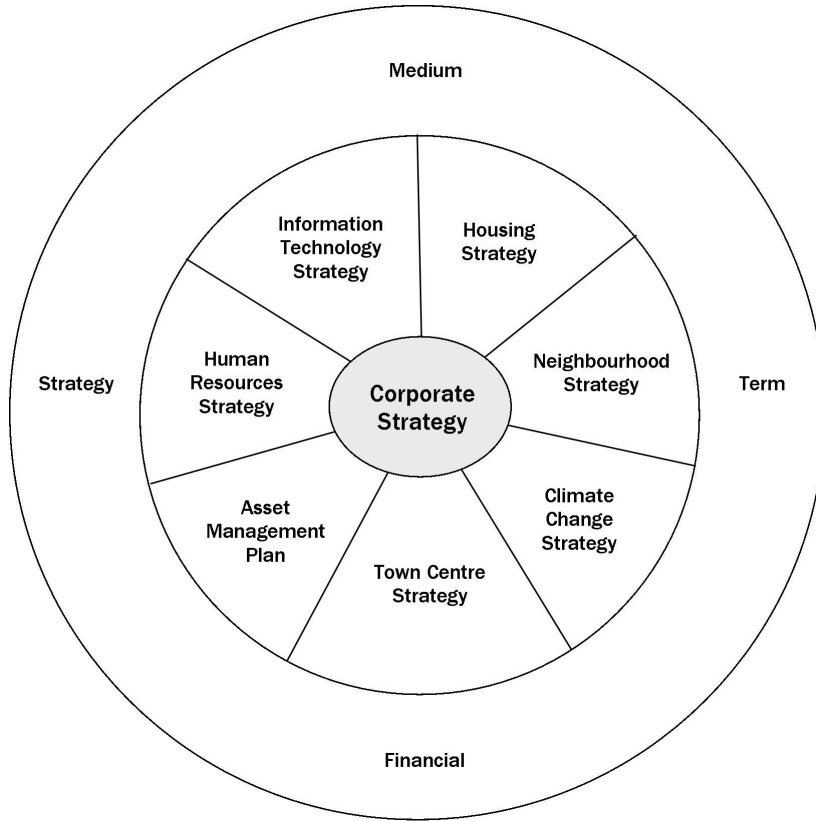 Medium
Term
Financial
Strategy
Information
Technology
Strategy
Housing
Strategy
Neighbourhood
Strategy
Climate
Change
Strategy
Town Centre
Strategy
Asset
Management
Plan
Human
Resources
Strategy
Corporate
Strategy